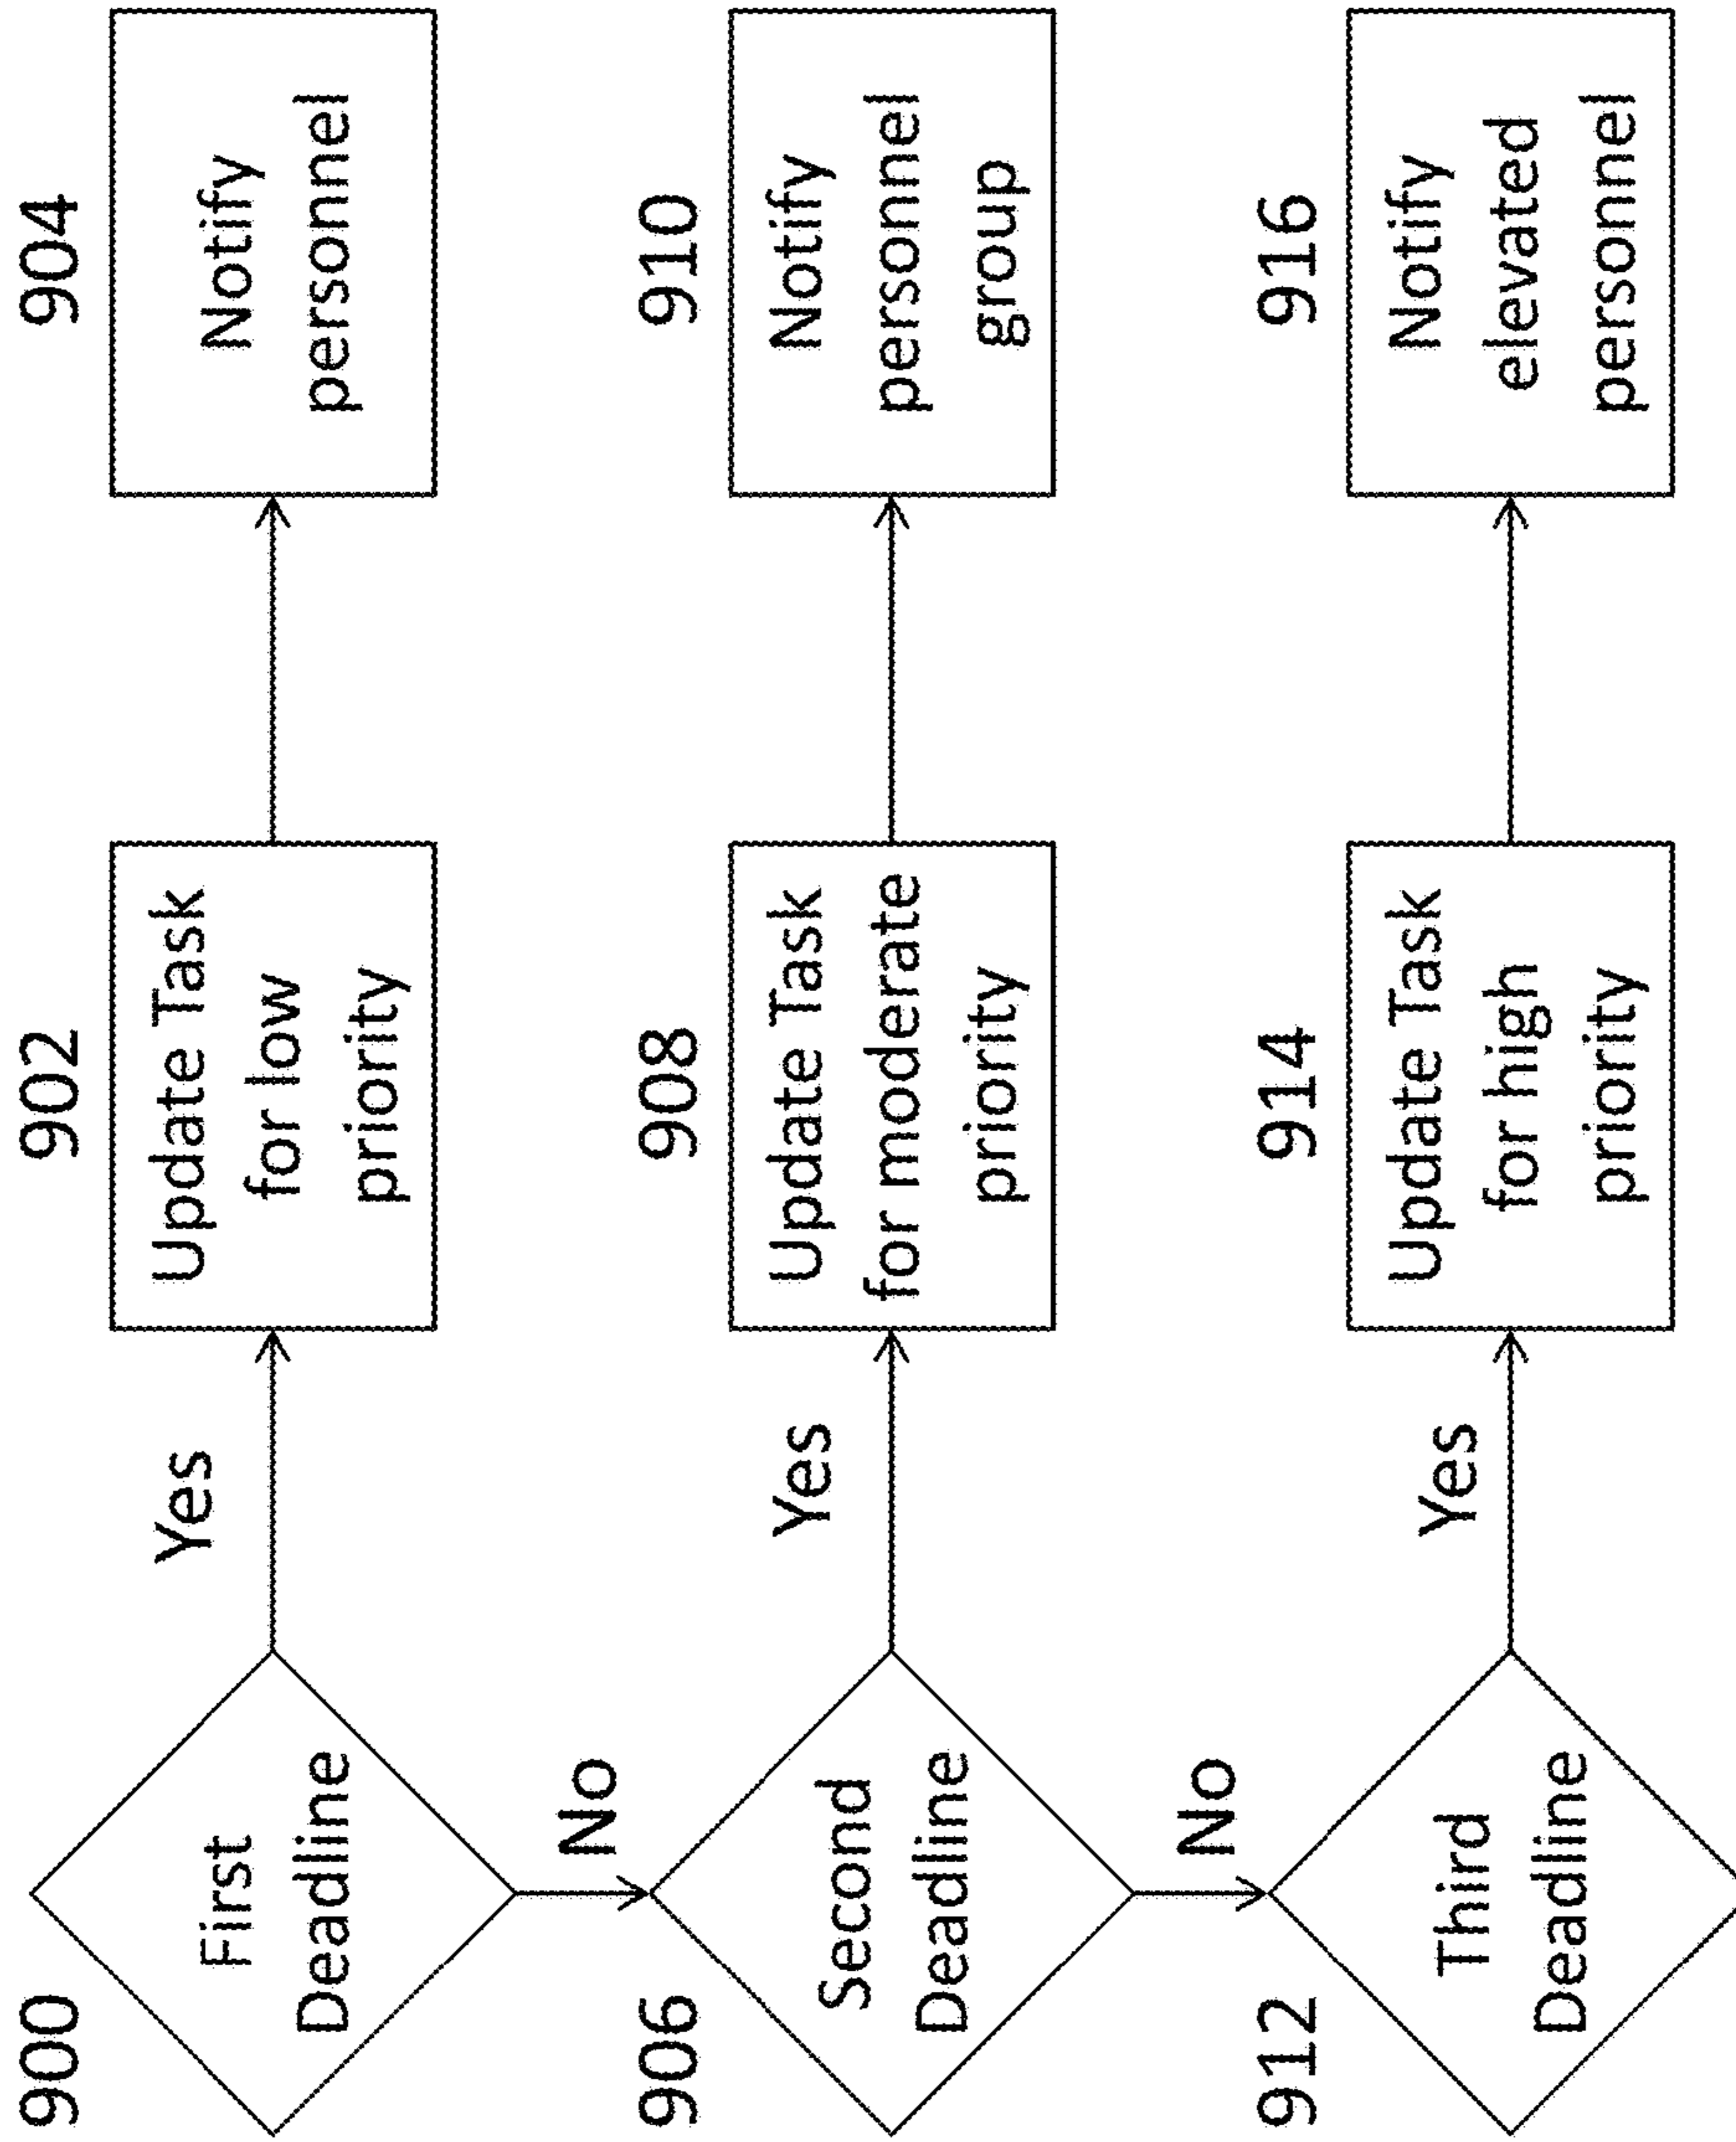 900
First
Deadline
Yes
902
Update Task
for low
priority
904
Notify
personnel
No
906
Second
Deadline
Yes
908
Update Task
for moderate
priority
910
Notify
personnel
group
No
912
Third
Deadline
Yes
914
Update Task
for high
priority
916
Notify
elevated
personnel